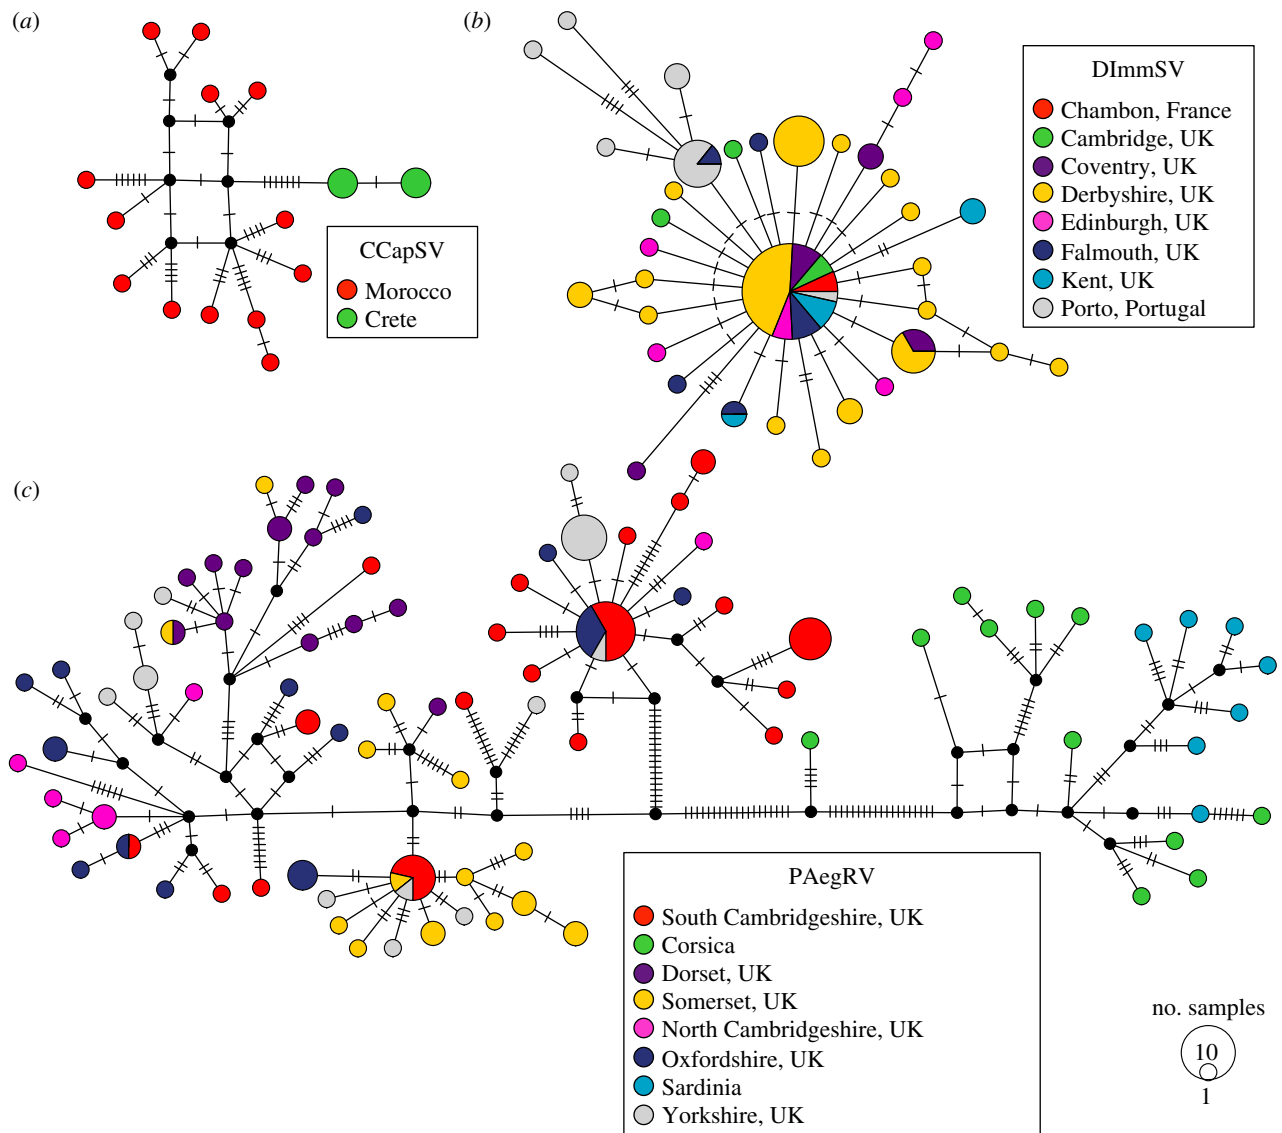 (a)
(b)
DImmSV
Chambon, France
Cambridge, UK
Coventry, UK
Derbyshire, UK
Edinburgh, UK
Falmouth, UK
Kent, UK
Porto, Portugal
CCapSV
Morocco
Crete
(c)
PAegRV
South Cambridgeshire, UK
Corsica
Dorset, UK
Somerset, UK
North Cambridgeshire, UK
Oxfordshire, UK
Sardinia
Yorkshire, UK
no. samples
10
1